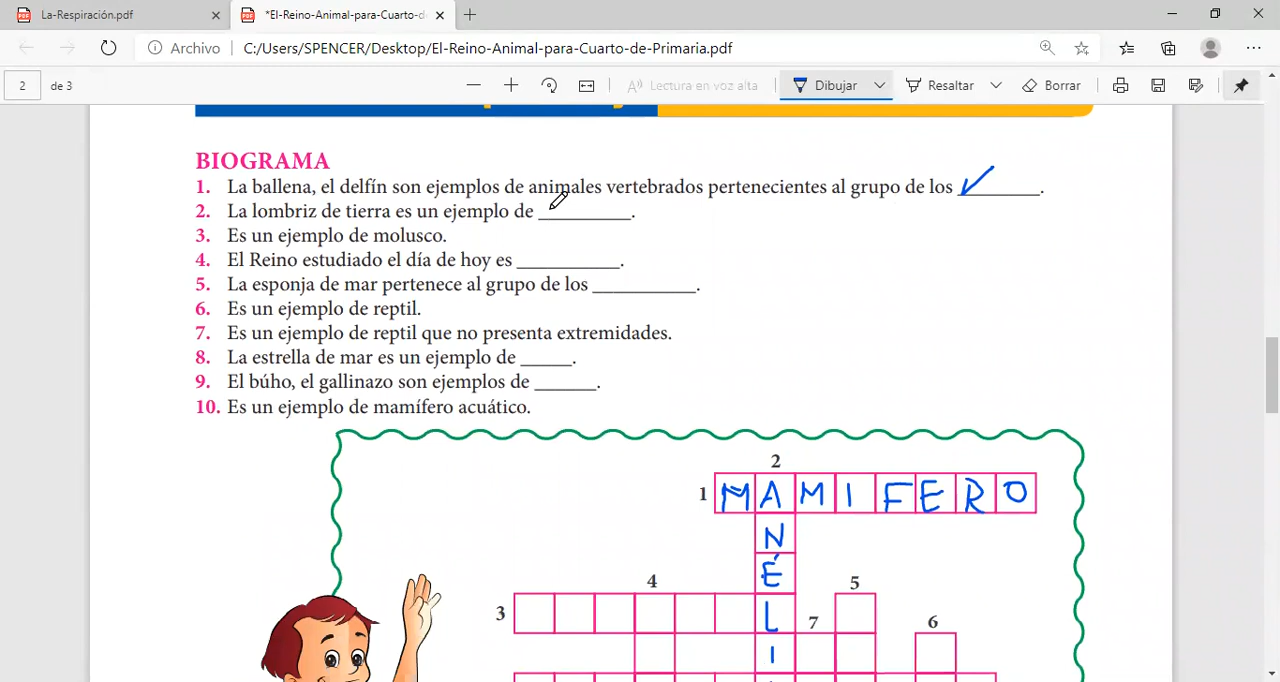 La-Respiración.pdf
*El-Reino-Animal-para-Cuarto-d
Archivo
C:/Users/SPENCER/Desktop/El-Reino-Animal-para-Cuarto-de-Primaria.pdf
2 de 3
Lectura en voz alta
Dibujar
Resaltar
Borrar
BIOGRAMA
1. La ballena, el delfín son ejemplos de animales vertebrados pertenecientes al grupo de los ________.
2. La lombriz de tierra es un ejemplo de _________.
3. Es un ejemplo de molusco.
4. El Reino estudiado el día de hoy es __________.
5. La esponja de mar pertenece al grupo de los __________.
6. Es un ejemplo de reptil.
7. Es un ejemplo de reptil que no presenta extremidades.
8. La estrella de mar es un ejemplo de _____.
9. El búho, el gallinazo son ejemplos de ______.
10. Es un ejemplo de mamífero acuático.
2
1 MAMIFERO
N
É
4 5
3 L 7 6
I